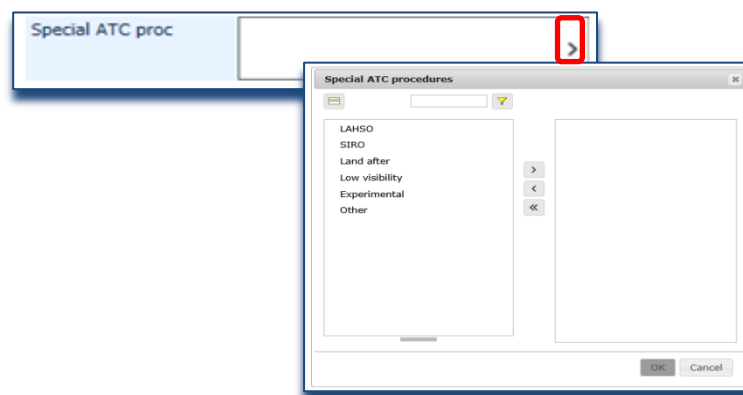 Special ATC proc
Special ATC procedures
LAHSO
SIRO
Land after
Low visibility
Experimental
Other
OK Cancel